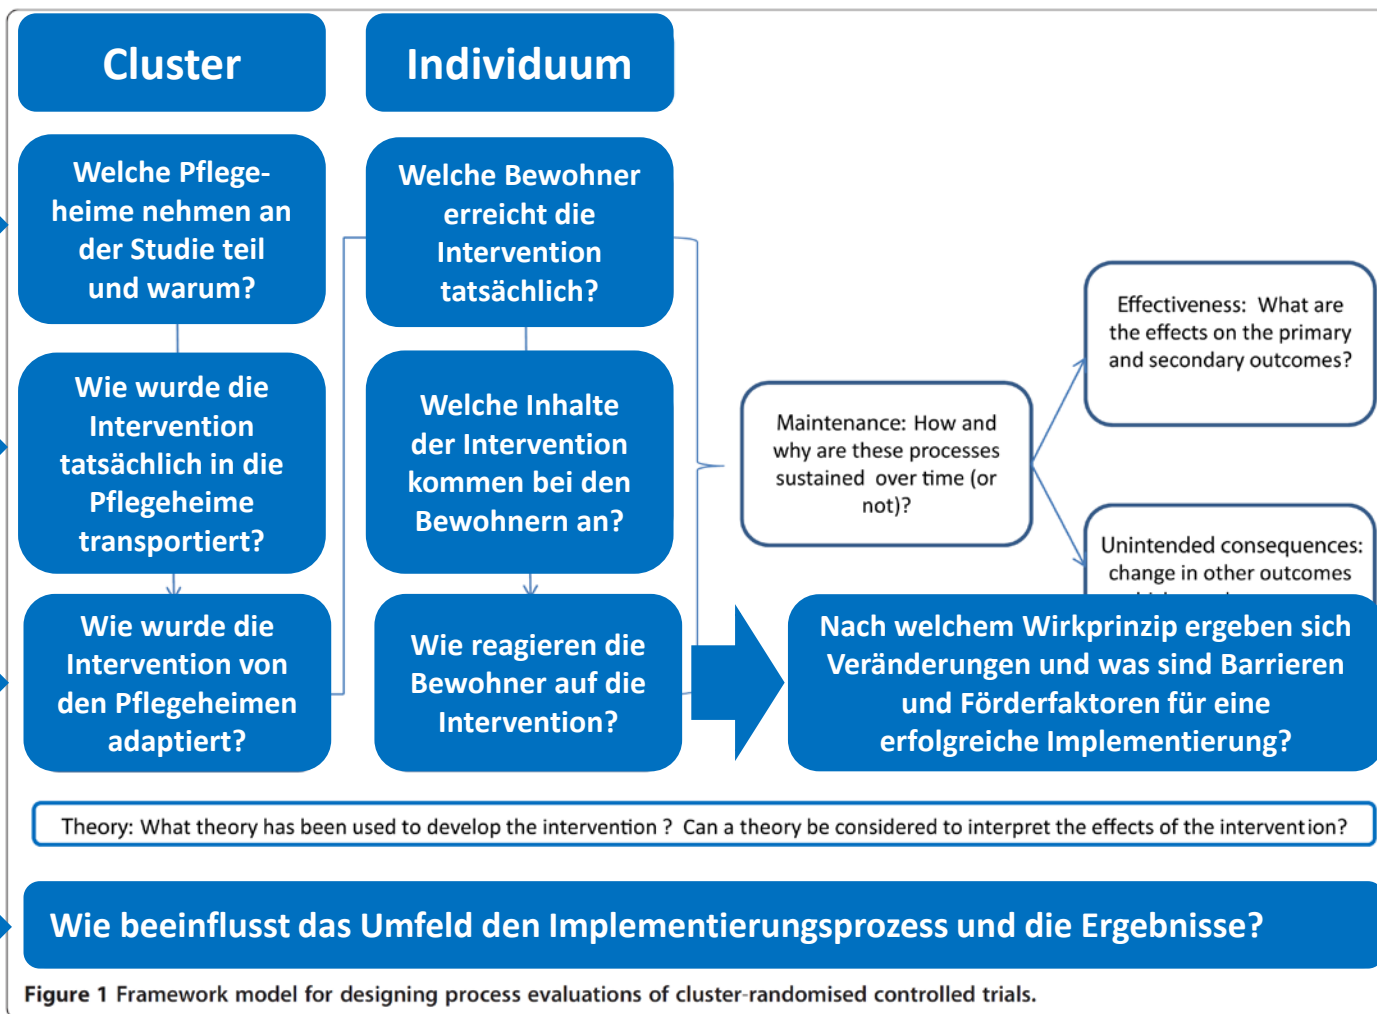 Cluster
Individuum
Welche Pflege-
heime nehmen an
der Studie teil
und warum?
Welche Bewohner
erreicht die
Intervention
tatsächlich?
Wie wurde die
Intervention
tatsächlich in die
Pflegeheime
transportiert?
Welche Inhalte
der Intervention
kommen bei den
Bewohnern an?
Wie wurde die
Intervention von
den Pflegeheimen
adaptiert?
Wie reagieren die
Bewohner auf die
Intervention?
Maintenance: How and
why are these processes
sustained over time (or
not)?
Effectiveness: What are
the effects on the primary
and secondary outcomes?
Unintended consequences:
change in other outcomes
Nach welchem Wirkprinzip ergeben sich
Veränderungen und was sind Barrieren
und Förderfaktoren für eine
erfolgreiche Implementierung?
Theory: What theory has been used to develop the intervention ? Can a theory be considered to interpret the effects of the intervention?
Wie beeinflusst das Umfeld den Implementierungsprozess und die Ergebnisse?
Figure 1 Framework model for designing process evaluations of cluster-randomised controlled trials.